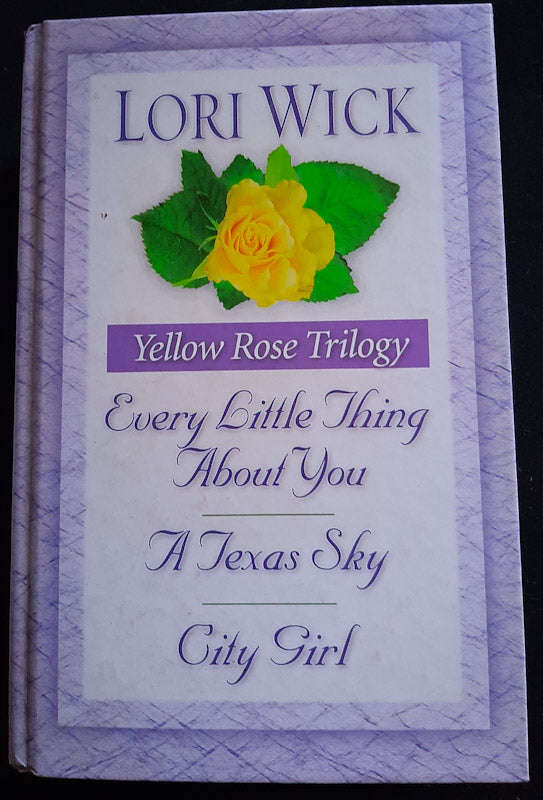 LORI WICK
Yellow Rose Trilogy
Every Little Thing
About You
A Texas Sky
City Girl